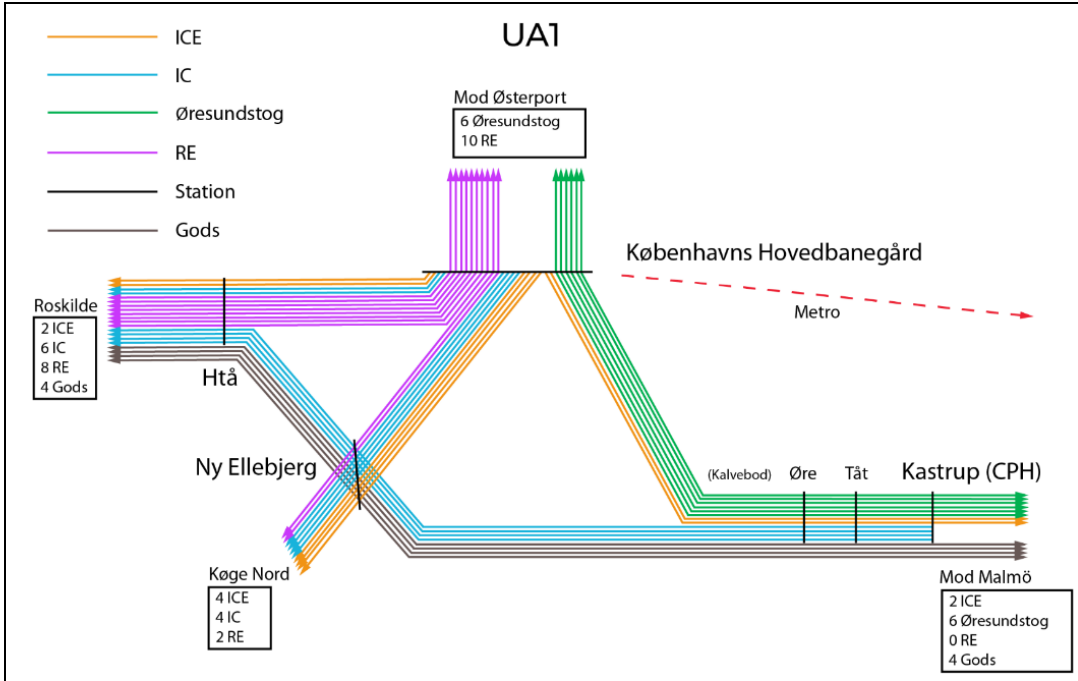 UA1
ICE
IC
Øresundstog
RE
Station
Gods
Mod Østerport
6 Øresundstog
10 RE
Københavns Hovedbanegård
Metro
Roskilde
2 ICE
6 IC
8 RE
4 Gods
Htå
Ny Ellebjerg
(Kalvebod)
Øre
Tåt
Kastrup (CPH)
Køge Nord
4 ICE
4 IC
2 RE
Mod Malmö
2 ICE
6 Øresundstog
0 RE
4 Gods